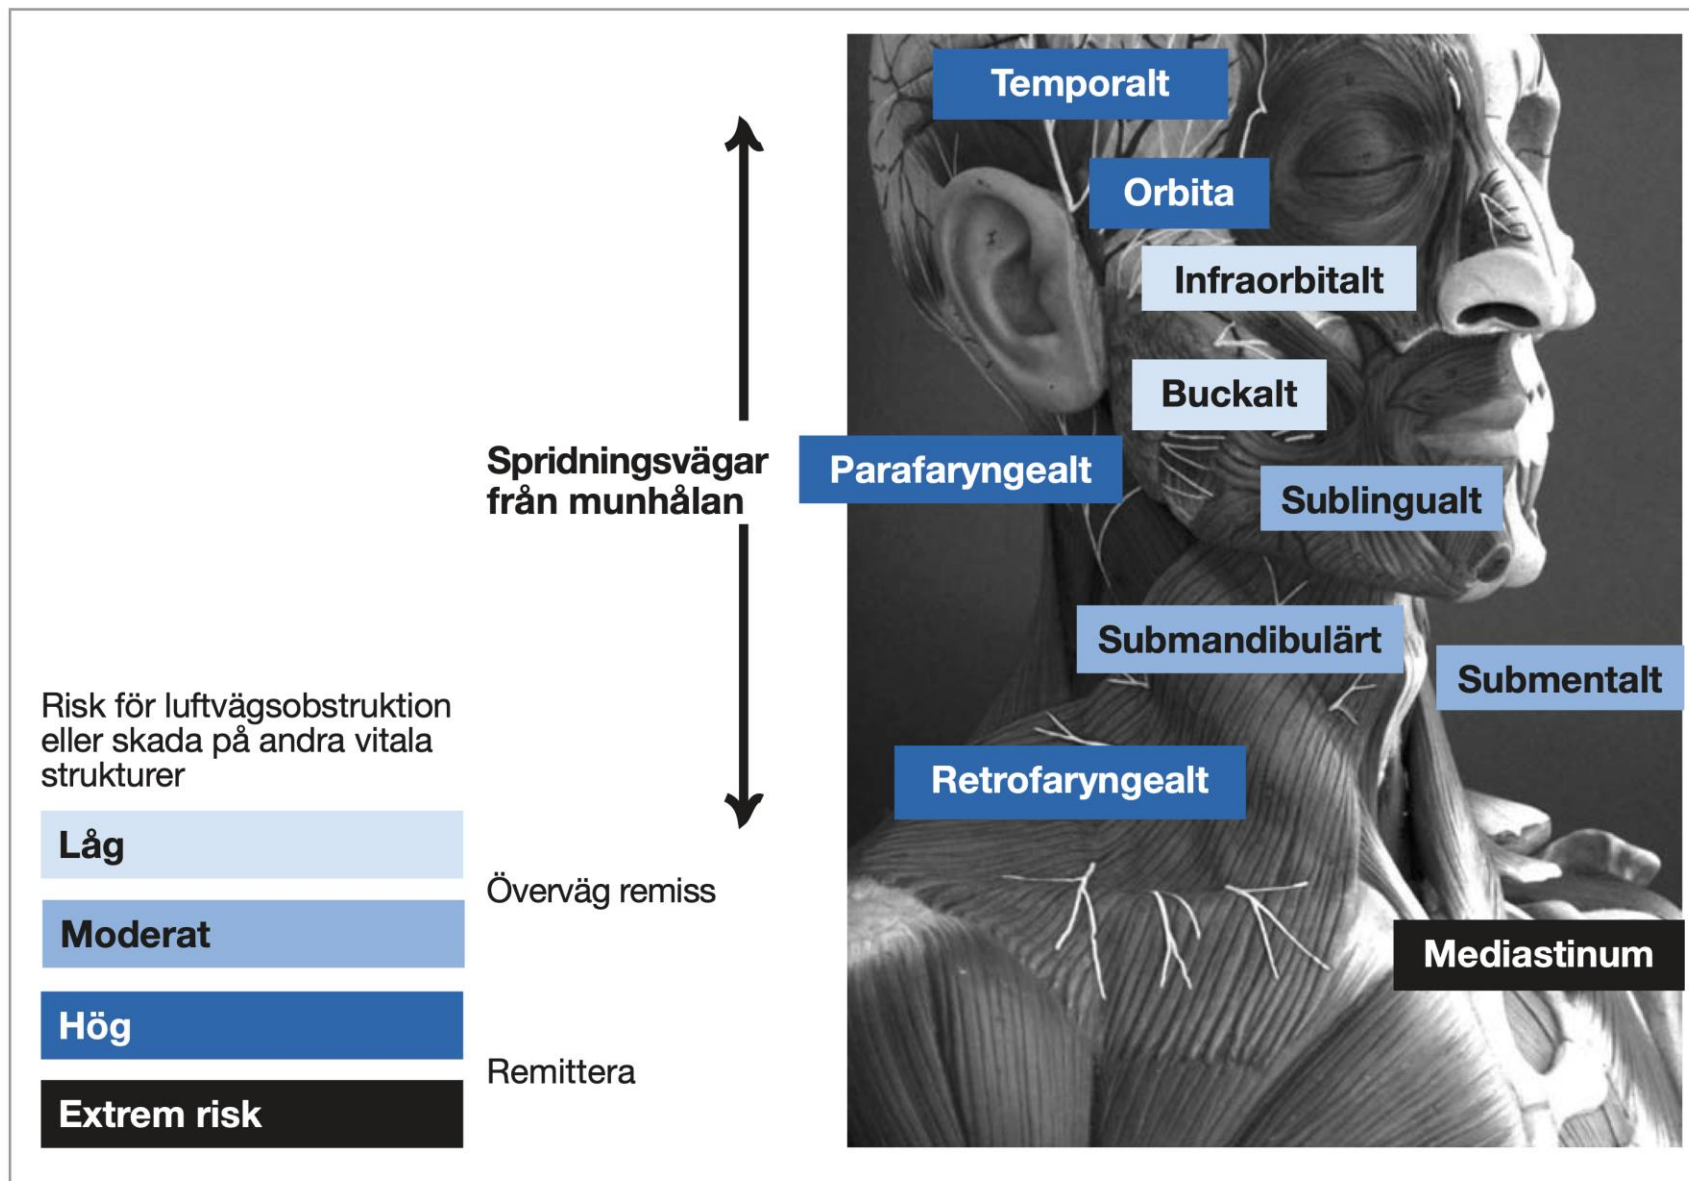 Temporalt
Orbita
Infraorbitalt
Buckalt
Spridningsvägar
från munhålan
Parafaryngealt
Sublingualt
Submandibulärt
Submentalt
Retrofaryngealt
Mediastinum
Risk för luftvägsobstruktion
eller skada på andra vitala
strukturer
Låg
Överväg remiss
Moderat
Hög
Remittera
Extrem risk